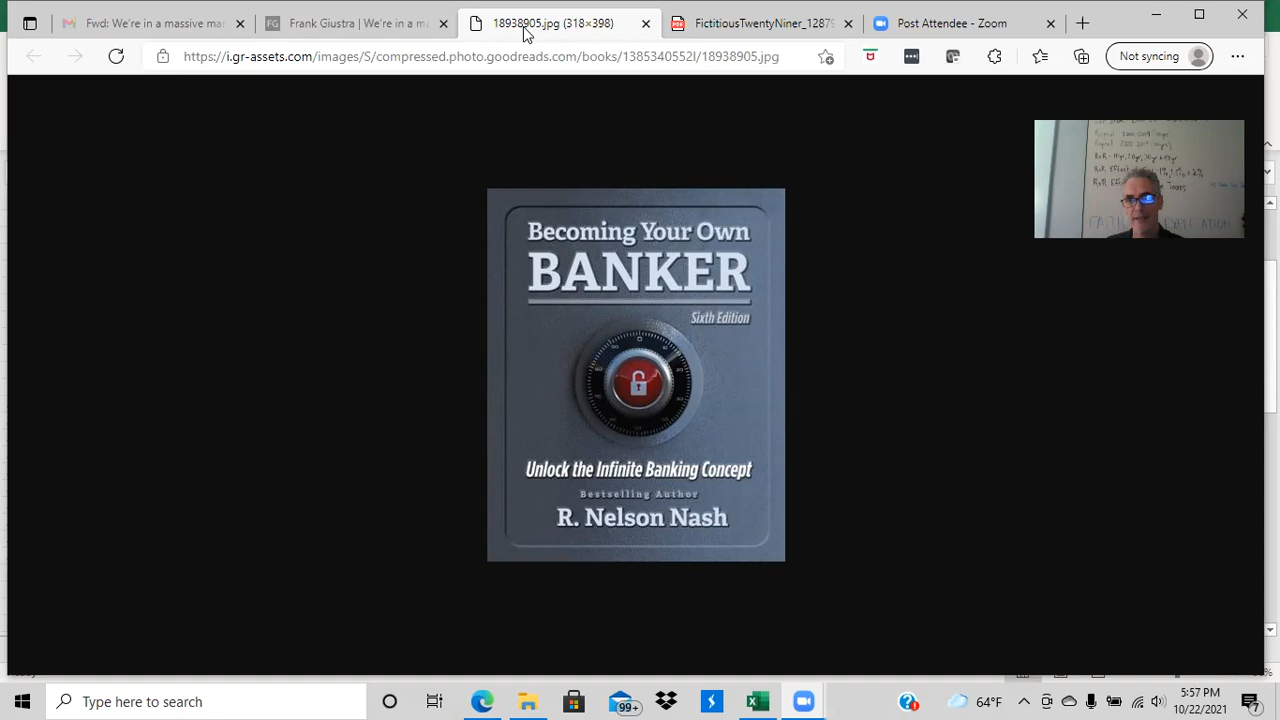 Fwd: We're in a massive mar
Frank Giustra | We're in a ma
18938905.jpg (318×398)
FictitiousTwentyNiner_12879
Post Attendee - Zoom
https://i.gr-assets.com/images/S/compressed.photo.goodreads.com/books/1385340552l/18938905.jpg
Not syncing
Becoming Your Own
BANKER
Sixth Edition
Unlock the Infinite Banking Concept
Bestselling Author
R. Nelson Nash
Type here to search
99+
64°F
5:57 PM
10/22/2021
7